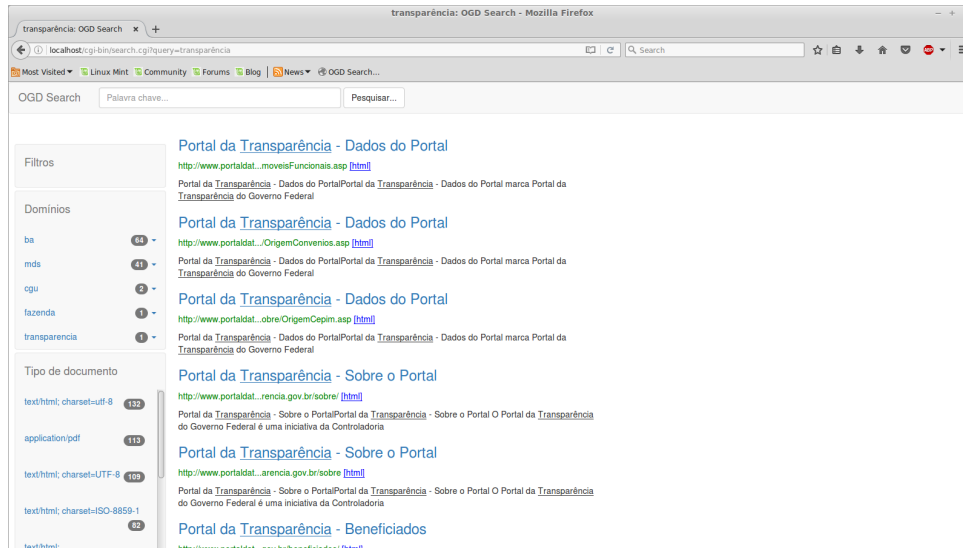 transparência: OGD Search - Mozilla Firefox
transparência: OGD Search
localhost/cgi-bin/search.cgi?query=transparência
Search
ABP
Most Visited
Linux Mint
Community
Forums
Blog
News
OGD Search...
OGD Search
Palavra chave...
Pesquisar...
Filtros
Domínios
ba 64
mds 41
cgu 2
fazenda 1
transparencia 1
Tipo de documento
text/html; charset=utf-8 132
application/pdf 113
text/html; charset=UTF-8 109
text/html; charset=ISO-8859-1
82
text/html;
Portal da Transparência - Dados do Portal
http://www.portaldat...moveisFuncionais.asp [html]
Portal da Transparência - Dados do PortalPortal da Transparência - Dados do Portal marca Portal da
Transparência do Governo Federal
Portal da Transparência - Dados do Portal
http://www.portaldat.../OrigemConvenios.asp [html]
Portal da Transparência - Dados do PortalPortal da Transparência - Dados do Portal marca Portal da
Transparência do Governo Federal
Portal da Transparência - Dados do Portal
http://www.portaldat...obre/OrigemCepim.asp [html]
Portal da Transparência - Dados do PortalPortal da Transparência - Dados do Portal marca Portal da
Transparência do Governo Federal
Portal da Transparência - Sobre o Portal
http://www.portaldat...rencia.gov.br/sobre/ [html]
Portal da Transparência - Sobre o PortalPortal da Transparência - Sobre o Portal O Portal da Transparência
do Governo Federal é uma iniciativa da Controladoria
Portal da Transparência - Sobre o Portal
http://www.portaldat...arencia.gov.br/sobre [html]
Portal da Transparência - Sobre o PortalPortal da Transparência - Sobre o Portal O Portal da Transparência
do Governo Federal é uma iniciativa da Controladoria
Portal da Transparência - Beneficiados